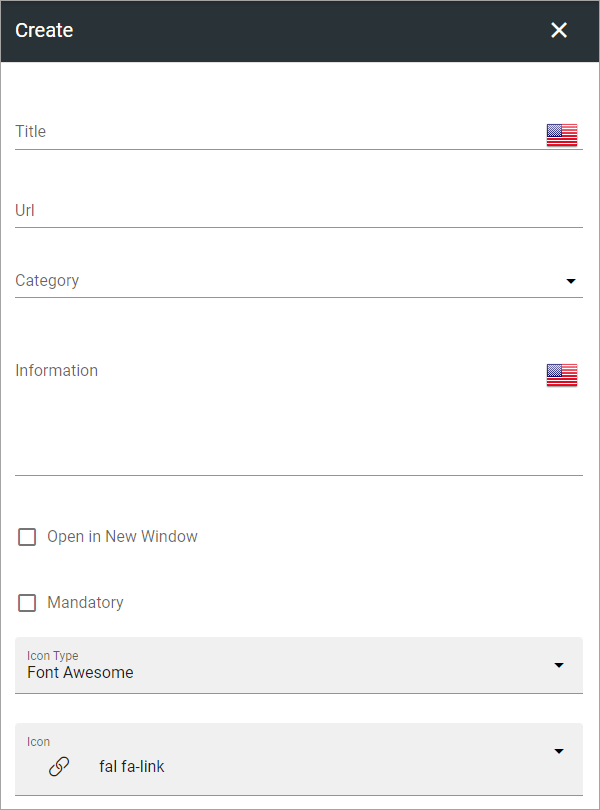 Create
Title
Url
Category
Information
Open in New Window
Mandatory
Icon Type
Font Awesome
Icon
fal fa-link